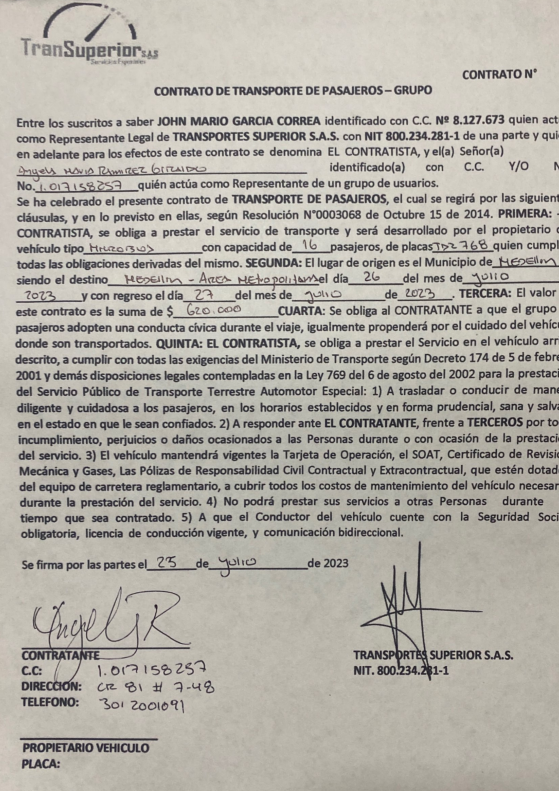 TranSuperior S.A.S
Servicios Especiales
CONTRATO N°
CONTRATO DE TRANSPORTE DE PASAJEROS – GRUPO
Entre los suscritos a saber JOHN MARIO GARCIA CORREA identificado con C.C. Nº 8.127.673 quien act
como Representante Legal de TRANSPORTES SUPERIOR S.A.S. con NIT 800.234.281-1 de una parte y qui
en adelante para los efectos de este contrato se denomina EL CONTRATISTA, y el(a) Señor(a)
Angela Maria Ramirez Giraldo identificado(a) con C.C. Y/O N
No. 1.017158257 quién actúa como Representante de un grupo de usuarios.
Se ha celebrado el presente contrato de TRANSPORTE DE PASAJEROS, el cual se regirá por las siguient
cláusulas, y en lo previsto en ellas, según Resolución N°0003068 de Octubre 15 de 2014. PRIMERA:
CONTRATISTA, se obliga a prestar el servicio de transporte y será desarrollado por el propietario
vehículo tipo MICROBUS con capacidad de 16 pasajeros, de placas TDZ768 quien cumpl
todas las obligaciones derivadas del mismo. SEGUNDA: El lugar de origen es el Municipio de MEDELLIN
siendo el destino MEDELLIN - AREA METROPOLITANA el día 26 del mes de julio
2023 y con regreso el día 27 del mes de julio de 2023. TERCERA: El valor
este contrato es la suma de $ 620.000 CUARTA: Se obliga al CONTRATANTE a que el grupo
pasajeros adopten una conducta cívica durante el viaje, igualmente propenderá por el cuidado del vehíc
donde son transportados. QUINTA: EL CONTRATISTA, se obliga a prestar el Servicio en el vehículo arr
descrito, a cumplir con todas las exigencias del Ministerio de Transporte según Decreto 174 de 5 de febre
2001 y demás disposiciones legales contempladas en la Ley 769 del 6 de agosto del 2002 para la prestaci
del Servicio Público de Transporte Terrestre Automotor Especial: 1) A trasladar o conducir de mane
diligente y cuidadosa a los pasajeros, en los horarios establecidos y en forma prudencial, sana y salva
en el estado en que le sean confiados. 2) A responder ante EL CONTRATANTE, frente a TERCEROS por to
incumplimiento, perjuicios o daños ocasionados a las Personas durante o con ocasión de la prestaci
del servicio. 3) El vehículo mantendrá vigentes la Tarjeta de Operación, el SOAT, Certificado de Revisi
Mecánica y Gases, Las Pólizas de Responsabilidad Civil Contractual y Extracontractual, que estén dotad
del equipo de carretera reglamentario, a cubrir todos los costos de mantenimiento del vehículo necesar
durante la prestación del servicio. 4) No podrá prestar sus servicios a otras Personas durante
tiempo que sea contratado. 5) A que el Conductor del vehículo cuente con la Seguridad Soci
obligatoria, licencia de conducción vigente, y comunicación bidireccional.
Se firma por las partes el 25 de julio de 2023
Angel GR
CONTRATANTE
C.C: 1.017158257
DIRECCIÓN: CR 81 # 7-48
TELEFONO: 3012001091
TRANSPORTES SUPERIOR S.A.S.
NIT. 800.234.281-1
PROPIETARIO VEHICULO
PLACA: